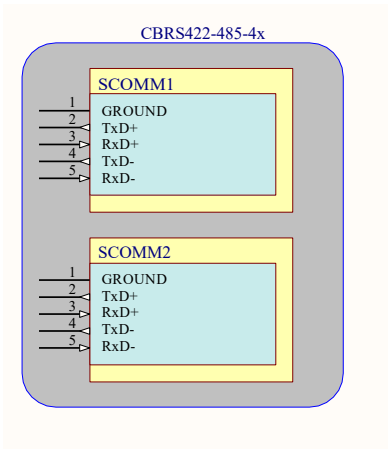 CBRS422-485-4x
SCOMM1
1 GROUND
2 TxD+
3 RxD+
4 TxD-
5 RxD-
SCOMM2
1 GROUND
2 TxD+
3 RxD+
4 TxD-
5 RxD-